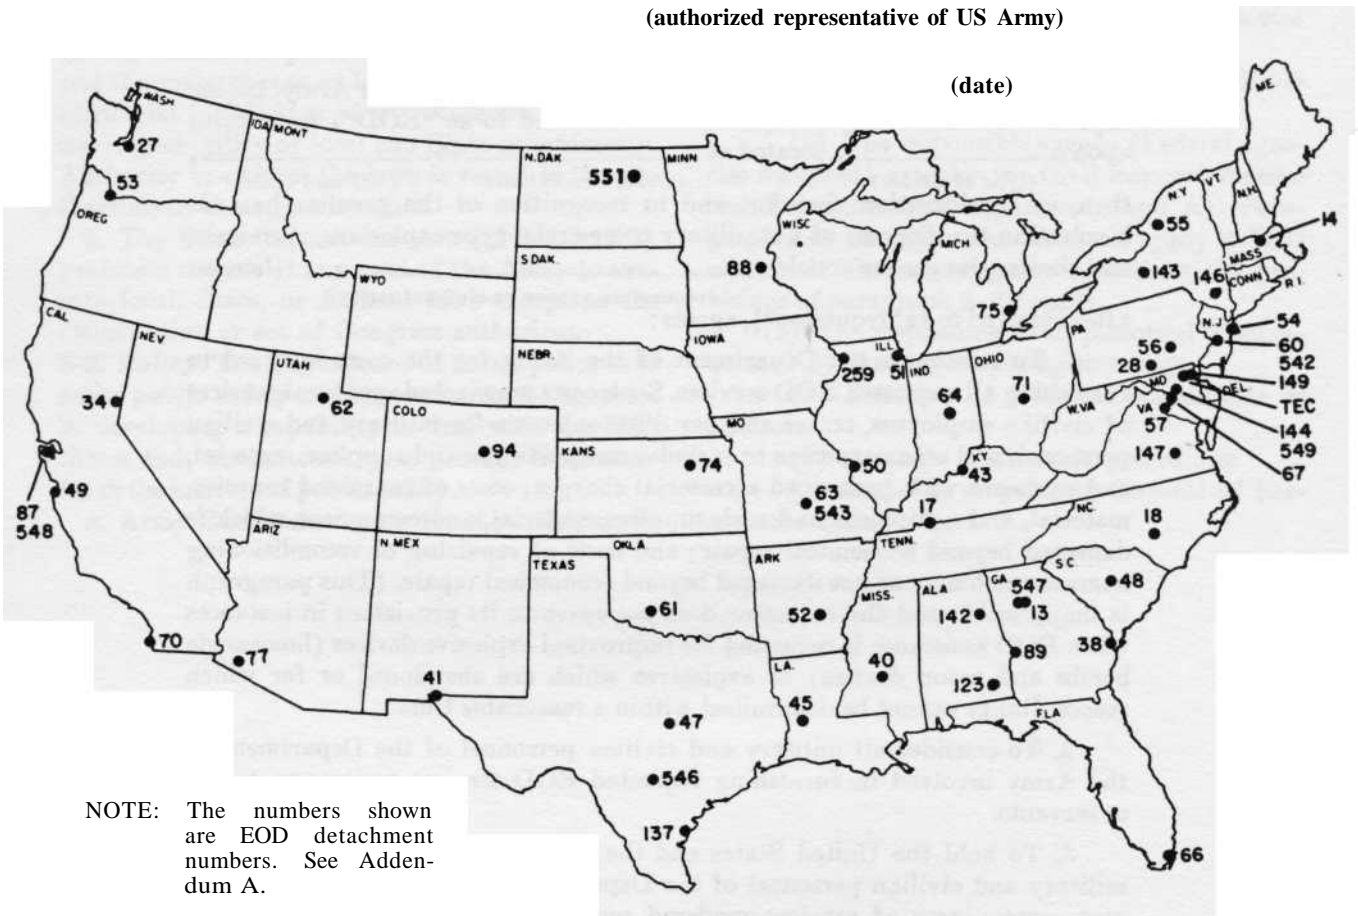 (authorized representative of US Army)
(date)
WASH
IDA
MONT
N.DAK
MINN
ME.
27
551
53
OREG
WISC
MICH
N.Y.
VT.
N.H.
14
55
S.DAK.
88
143
MASS
WYO
146
CONN
R.I.
CAL
NEV
75
PA
N.J.
54
IOWA
60
UTAH
NEBR
ILL
IND
OHIO
56
1
259
51
28
542
MD
DEL
149
34
62
COLO
71
64
W.VA
VA
TEC
MO
57
144
94
KANS
74
50
KY
43
147
549
67
49
63
543
87
548
17
NC
18
ARIZ
N MEX
OKLA
TENN.
TEXAS
ARK
S C
48
MISS.
ALA
GA
547
61
52
142
13
70
77
LA.
40
89
38
41
123
45
47
FLA
546
NOTE: The numbers shown
are EOD detachment
numbers. See Adden-
dum A.
137
66